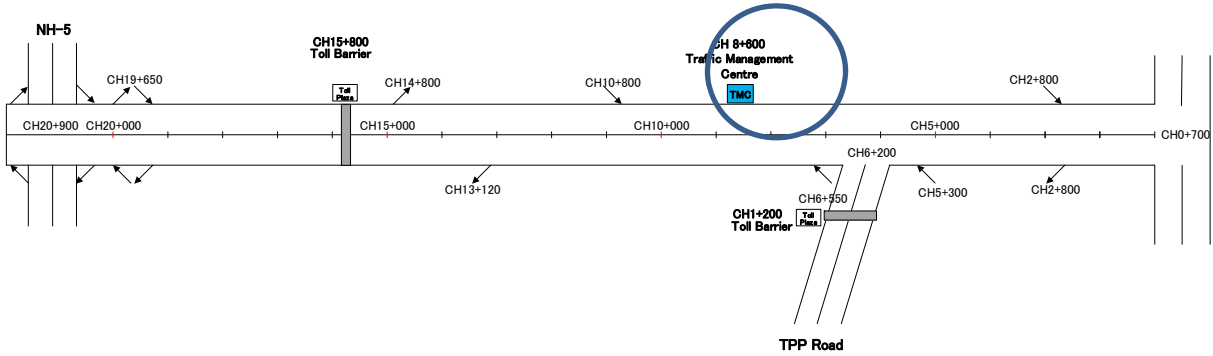 NH-5
CH15+800
Toll Barrier
CH 8+600
Traffic Management
Centre
CH19+650
Toll
Plaza
CH14+800
CH10+800
TMC
CH2+800
CH20+900
CH20+000
CH15+000
CH10+000
CH5+000
CH0+700
CH6+200
CH13+120
CH6+550
CH5+300
CH2+800
CH1+200
Toll Barrier
Toll
Plaza
TPP Road